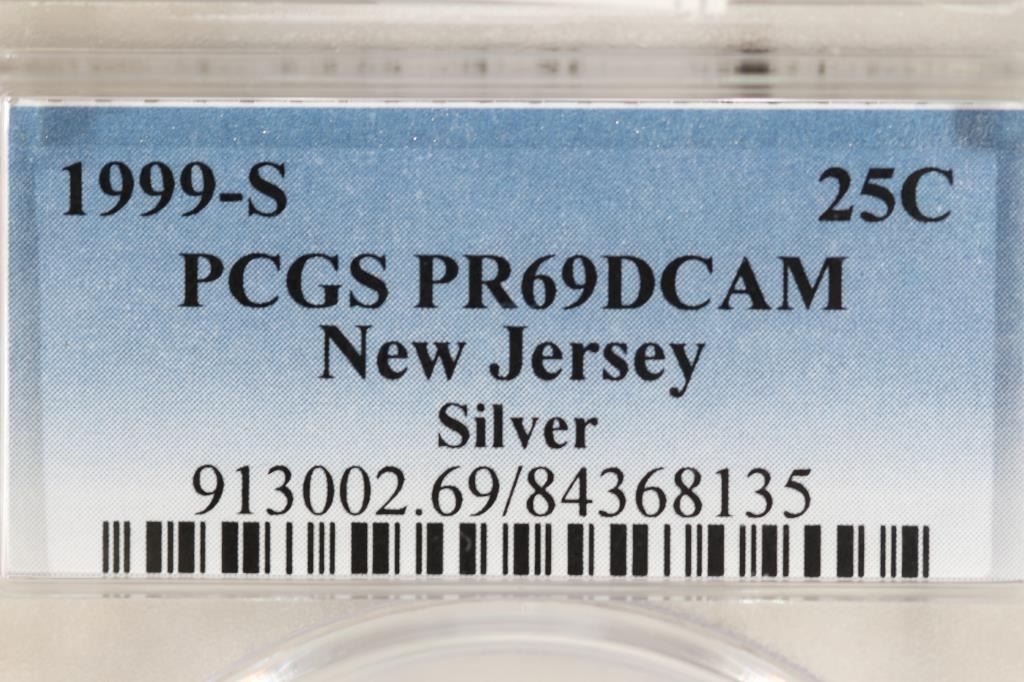 1999-S 25C
PCGS PR69DCAM
New Jersey
Silver
913002.69/84368135